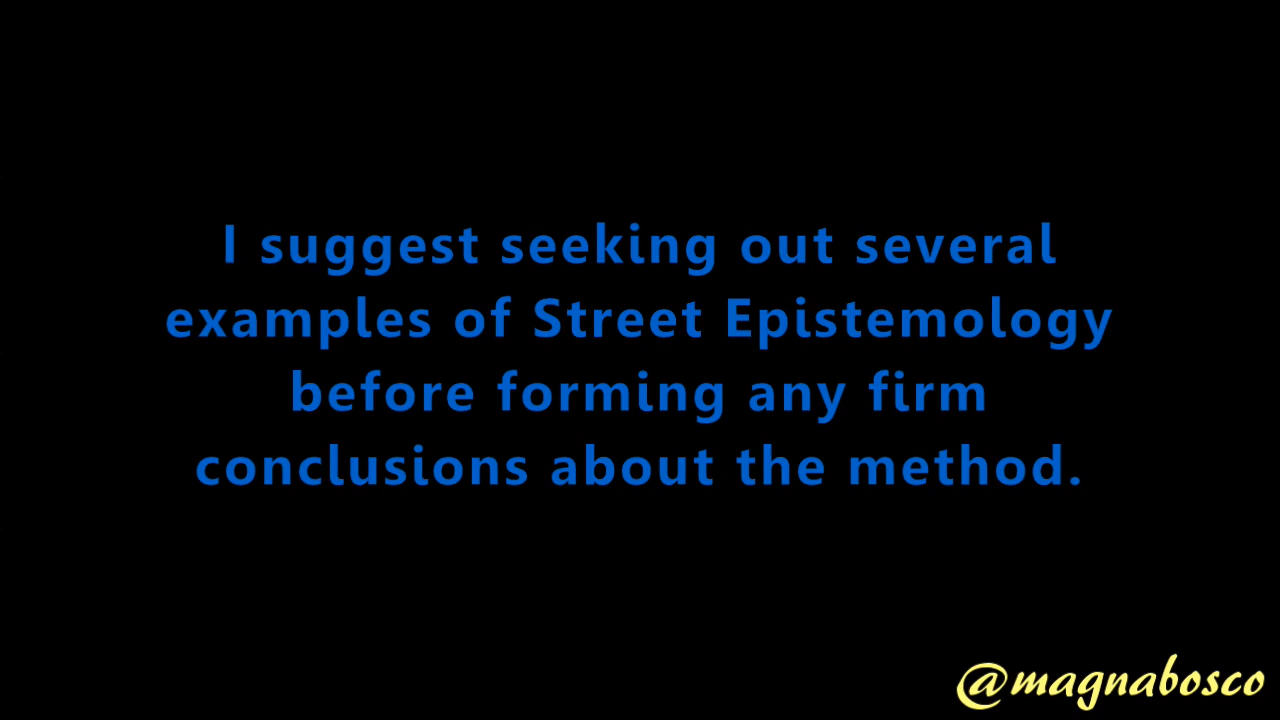 I suggest seeking out several
examples of Street Epistemology
before forming any firm
conclusions about the method.
@magnabosco